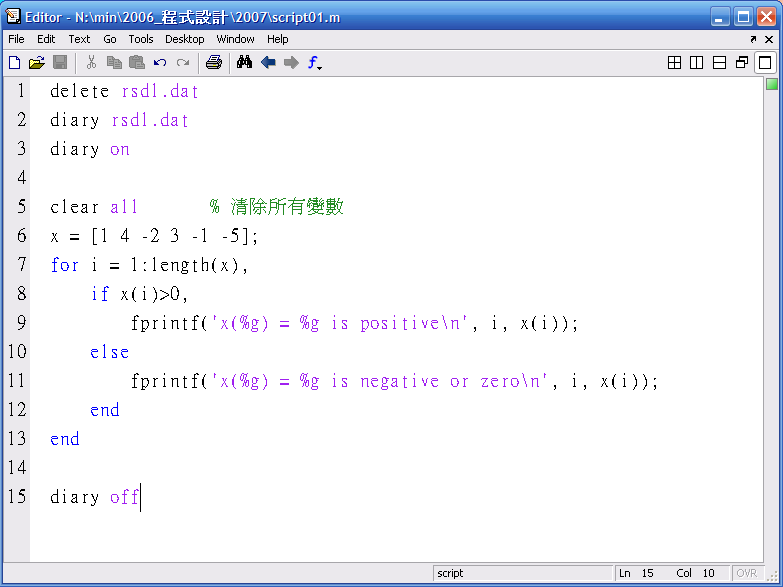 Editor - N:\min\2006_程式設計\2007\script01.m
File Edit Text Go Tools Desktop Window Help
1 delete rsdl.dat
2 diary rsdl.dat
3 diary on
4
5 clear all % 清除所有變數
6 x = [1 4 -2 3 -1 -5];
7 for i = 1:length(x),
8 if x(i)>0,
9 fprintf('x(%g) = %g is positive\n', i, x(i));
10 else
11 fprintf('x(%g) = %g is negative or zero\n', i, x(i));
12 end
13 end
14
15 diary off
script Ln 15 Col 10 OVR